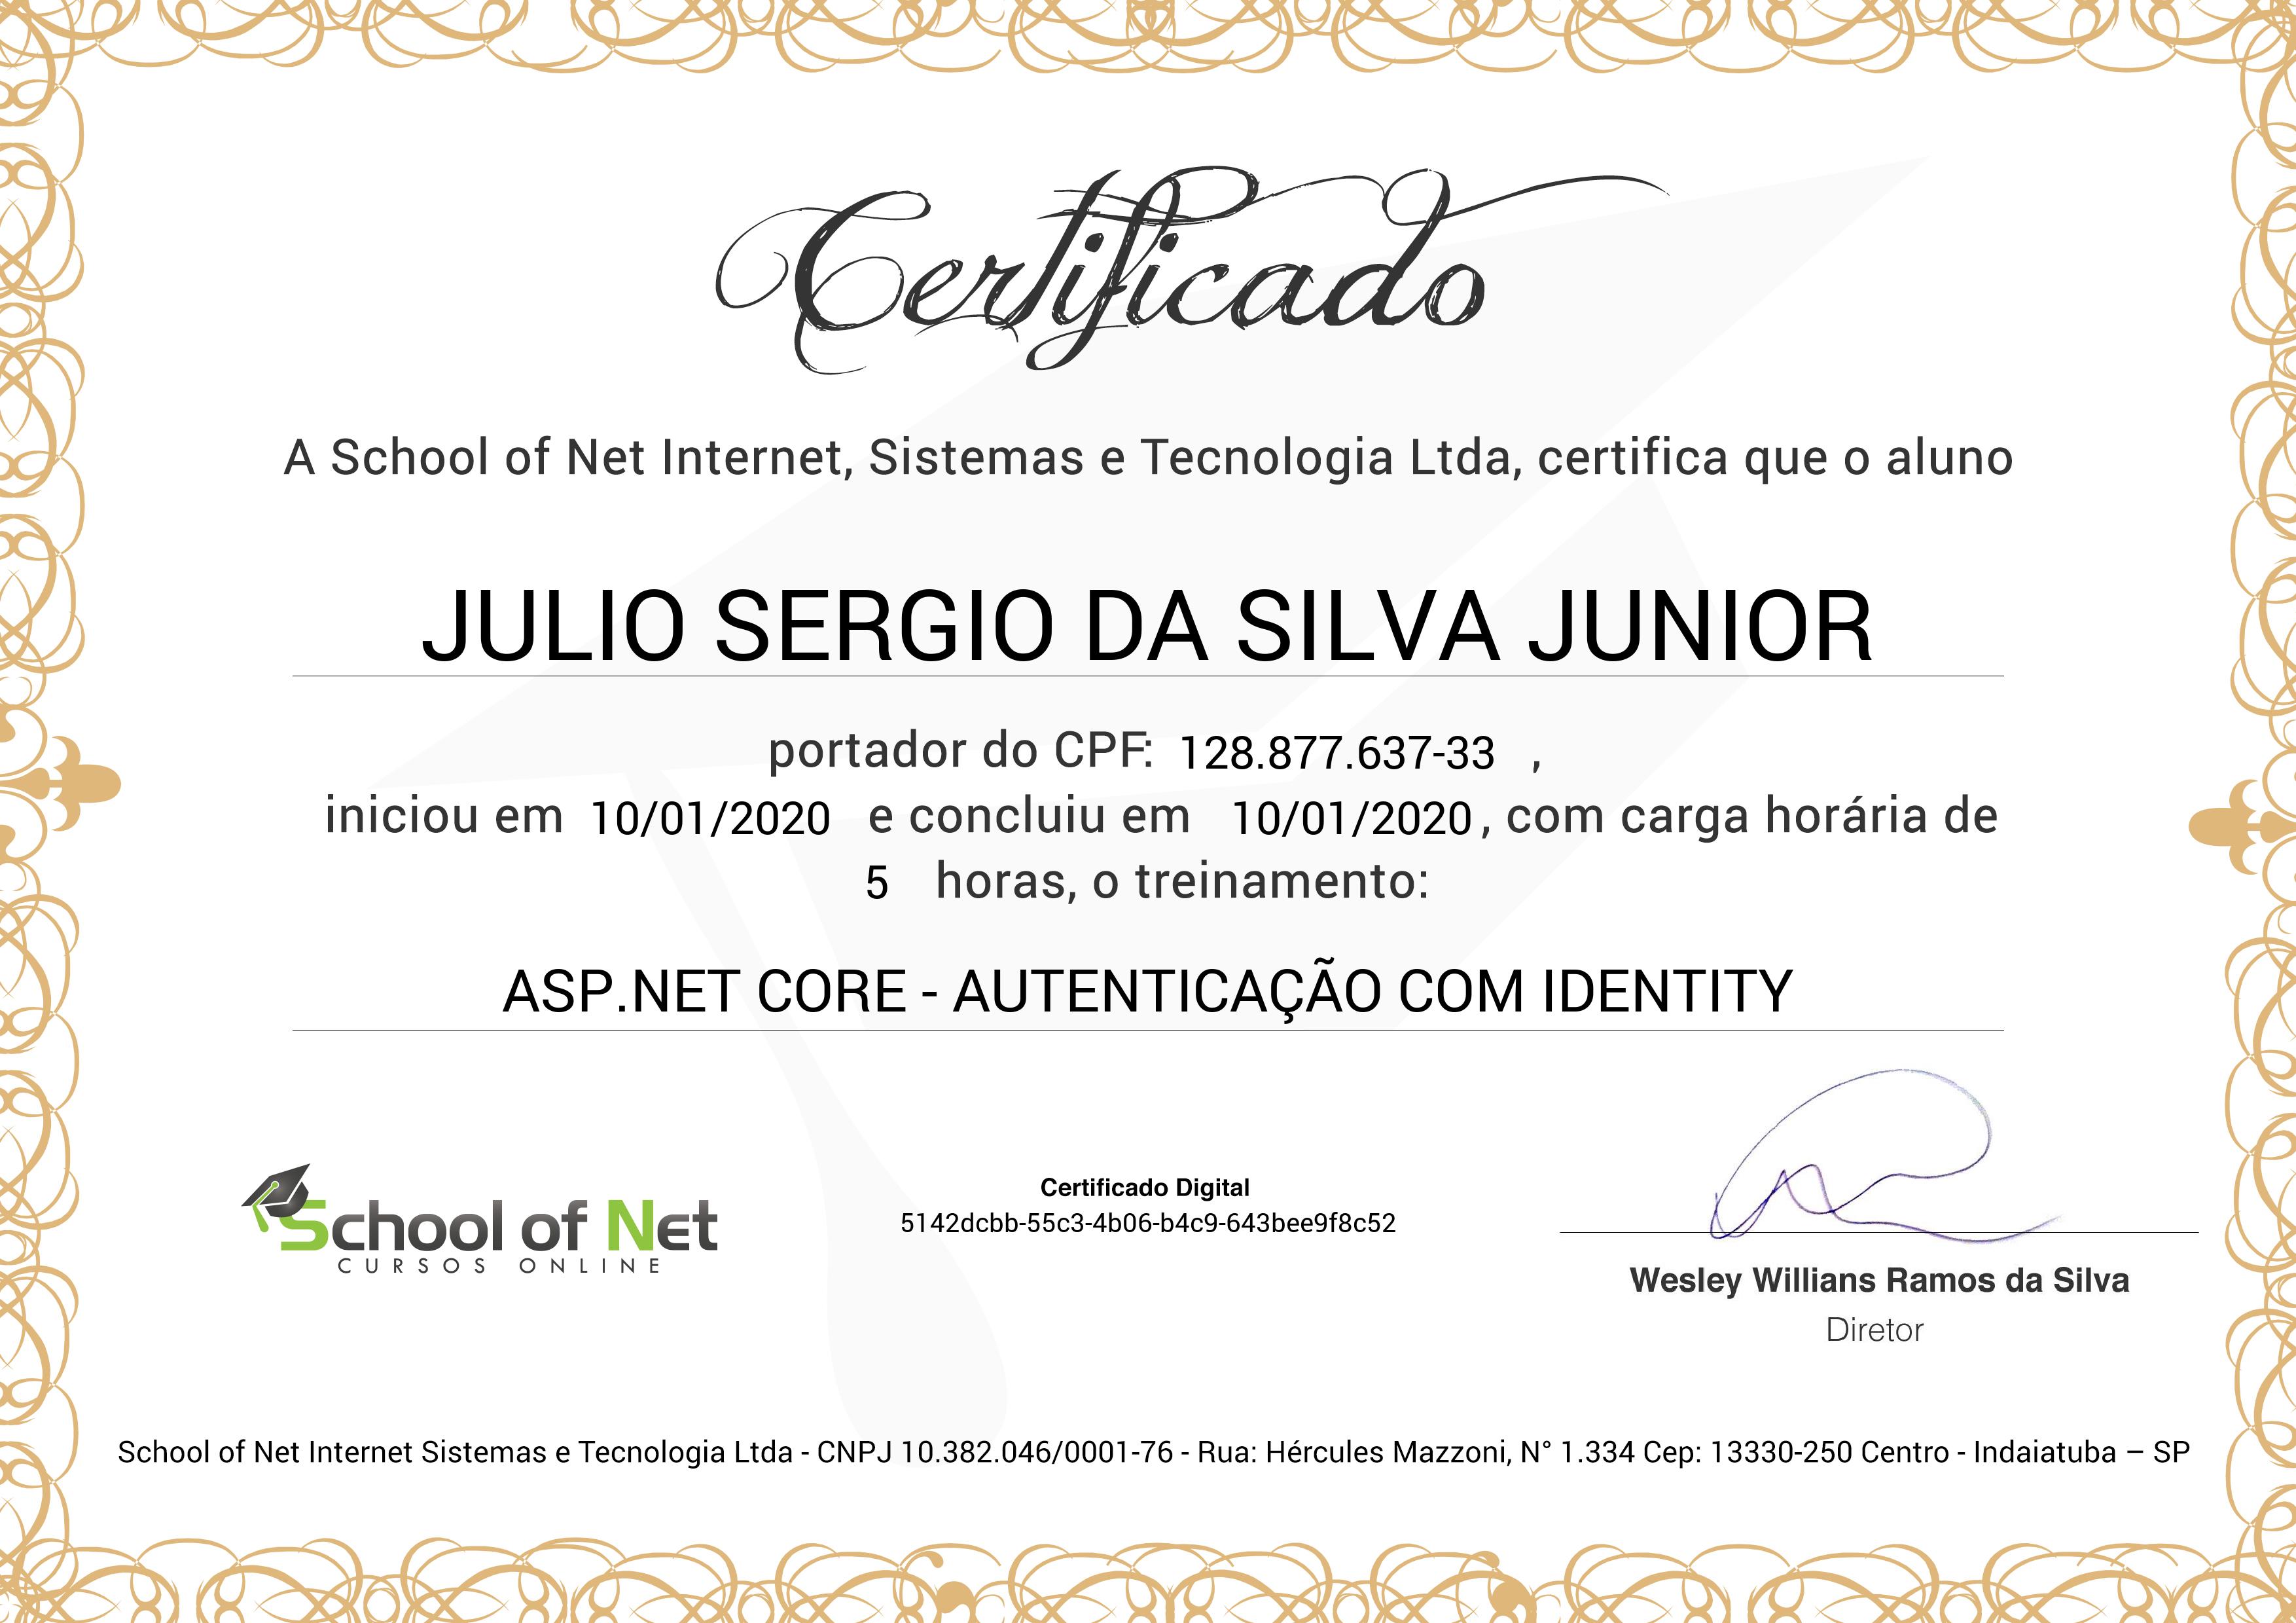 Certificado
A School of Net Internet, Sistemas e Tecnologia Ltda, certifica que o aluno
JULIO SERGIO DA SILVA JUNIOR
portador do CPF: 128.877.637-33 ,
iniciou em 10/01/2020 e concluiu em 10/01/2020, com carga horária de
5 horas, o treinamento:
ASP.NET CORE - AUTENTICAÇÃO COM IDENTITY
School of Net
CURSOS ONLINE
Certificado Digital
5142dcbb-55c3-4b06-b4c9-643bee9f8c52
Wesley Willians Ramos da Silva
Diretor
School of Net Internet Sistemas e Tecnologia Ltda - CNPJ 10.382.046/0001-76 - Rua: Hércules Mazzoni, N° 1.334 Cep: 13330-250 Centro - Indaiatuba – SP